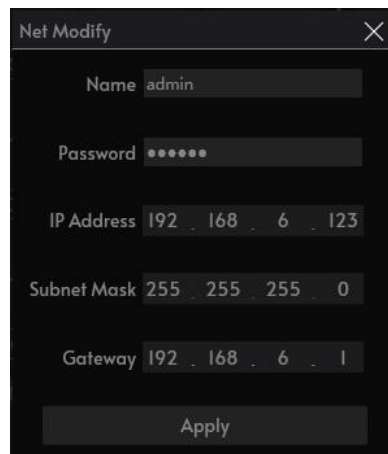 Net Modify
Name admin
Password ●●●●●●
IP Address 192 . 168 . 6 . 123
Subnet Mask 255 . 255 . 255 . 0
Gateway 192 . 168 . 6 . 1
Apply